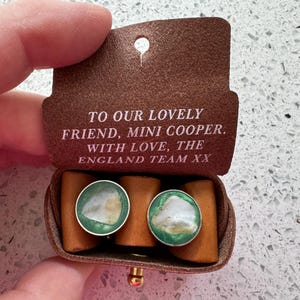 TO OUR LOVELY
FRIEND, MINI COOPER.
WITH LOVE, THE
ENGLAND TEAM XX